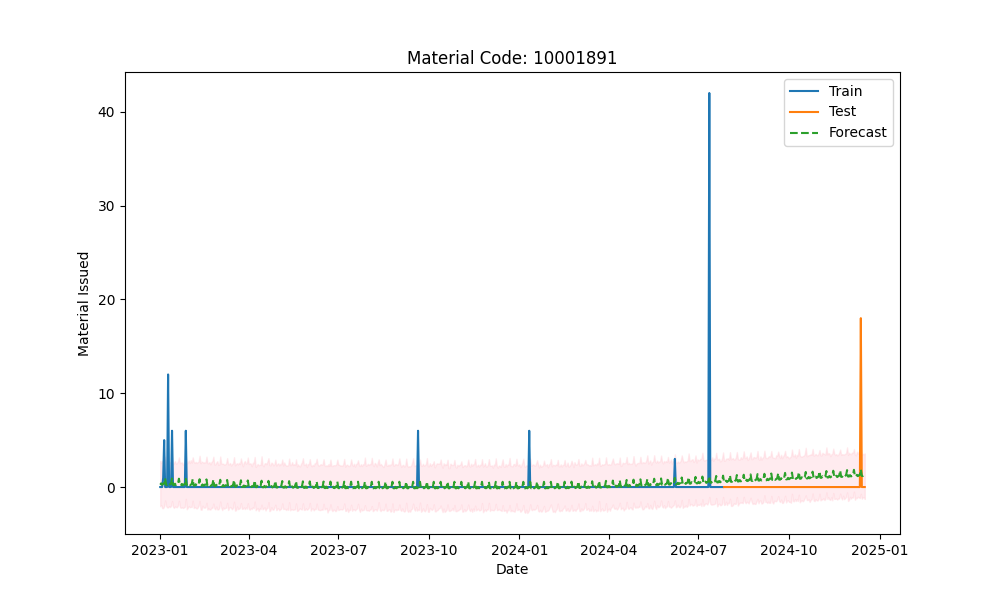 Material Code: 10001891
Train
Test
Forecast
Material Issued
40
30
20
10
0
2023-01 2023-04 2023-07 2023-10 2024-01 2024-04 2024-07 2024-10 2025-01
Date